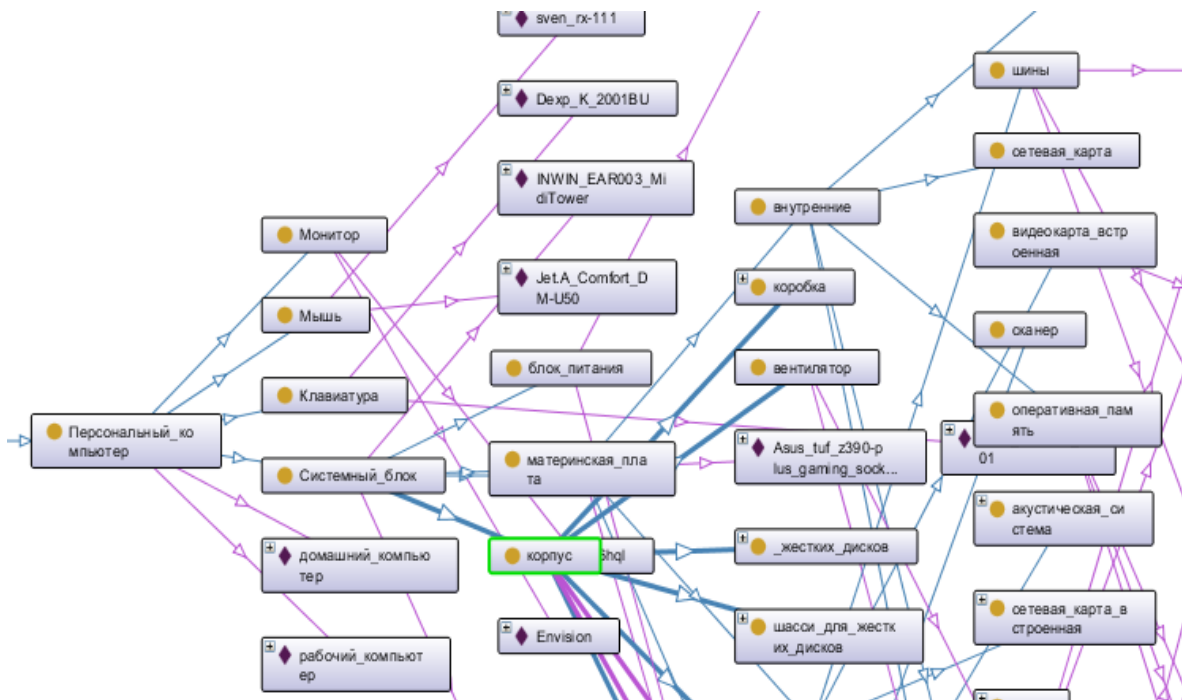 sven_rx-111
Dexp_K_2001BU
INWIN_EAR003_Mi
diTower
Jet.A_Comfort_D
M-U50
блок_питания
материнская_пла
та
корпус
Envision
Монитор
Мышь
Клавиатура
Персональный_ко
мпьютер
Системный_блок
домашний_компью
тер
рабочий_компьют
ер
внутренние
коробка
вентилятор
Asus_tuf_z390-p
lus_gaming_sock...
_жестких_дисков
шасси_для_жестк
их_дисков
шины
сетевая_карта
видеокарта_встр
оенная
сканер
оперативная_пам
ять
01
акустическая_си
стема
сетевая_карта_в
строенная